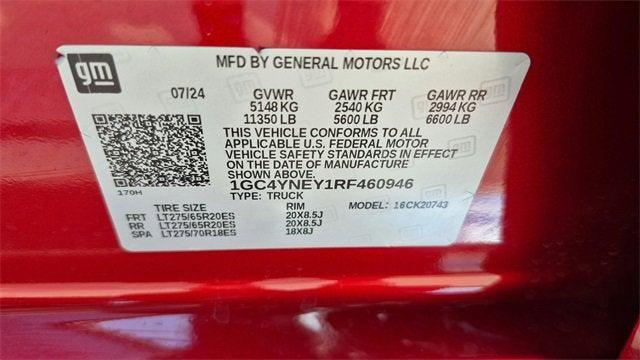 gm
MFD BY GENERAL MOTORS LLC
07/24 GVWR GAWR FRT GAWR RR
5148 KG 2540 KG 2994 KG
11350 LB 5600 LB 6600 LB
THIS VEHICLE CONFORMS TO ALL
APPLICABLE U.S. FEDERAL MOTOR
VEHICLE SAFETY STANDARDS IN EFFECT
ON THE DATE OF MANUFACTURE
SHOWN ABOVE.
170H 1GC4YNEY1RF460946
TYPE: TRUCK MODEL: 16CK20743
TIRE SIZE RIM
FRT LT275/65R20ES 20X8.5J
RR LT275/65R20ES 20X8.5J
SPA LT275/70R18ES 18X8J